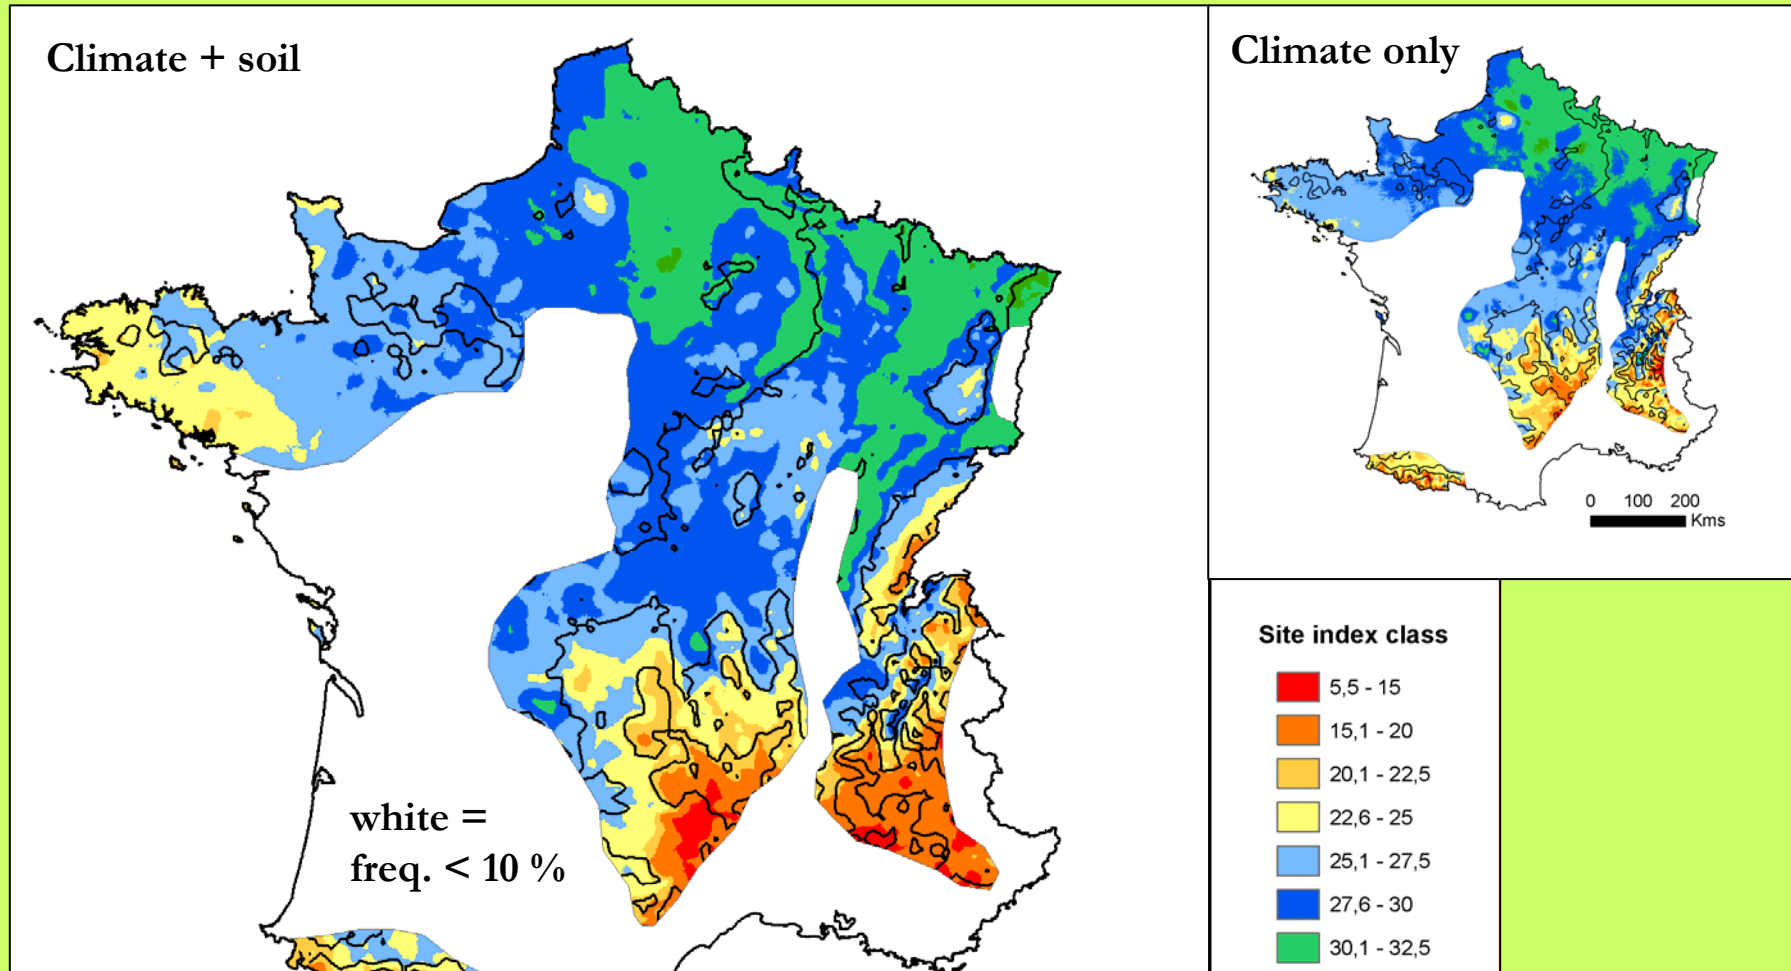 Climate + soil
white =
freq. < 10 %
Climate only
0 100 200
Kms
Site index class
5,5 - 15
15,1 - 20
20,1 - 22,5
22,6 - 25
25,1 - 27,5
27,6 - 30
30,1 - 32,5